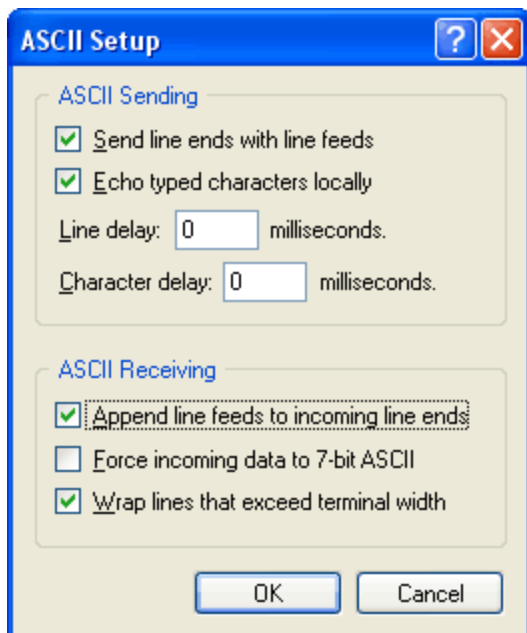 ASCII Setup
?
ASCII Sending
Send line ends with line feeds
Echo typed characters locally
Line delay: 0 milliseconds.
Character delay: 0 milliseconds.
ASCII Receiving
Append line feeds to incoming line ends
Force incoming data to 7-bit ASCII
Wrap lines that exceed terminal width
OK Cancel